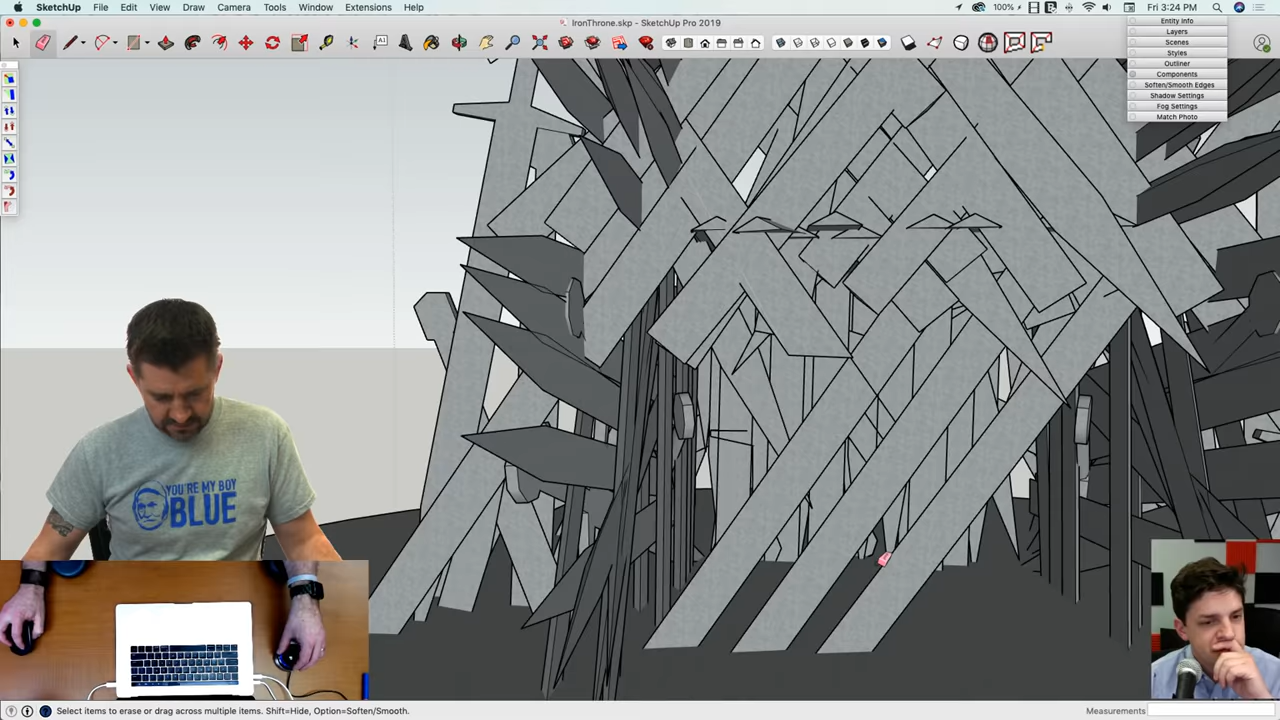 SketchUp File Edit View Camera Draw Tools Window Extensions Help
100% Fri 3:24 PM
IronThrone.skp - SketchUp Pro 2019
Entity Info
Layers
Scenes
Styles
Outliner
Components
Soften/Smooth Edges
Shadow Settings
Fog Settings
Match Photo
YOU'RE MY BOY
BLUE
Select items to erase or drag across multiple items. Shift=Hide, Option=Soften/Smooth.
Measurements